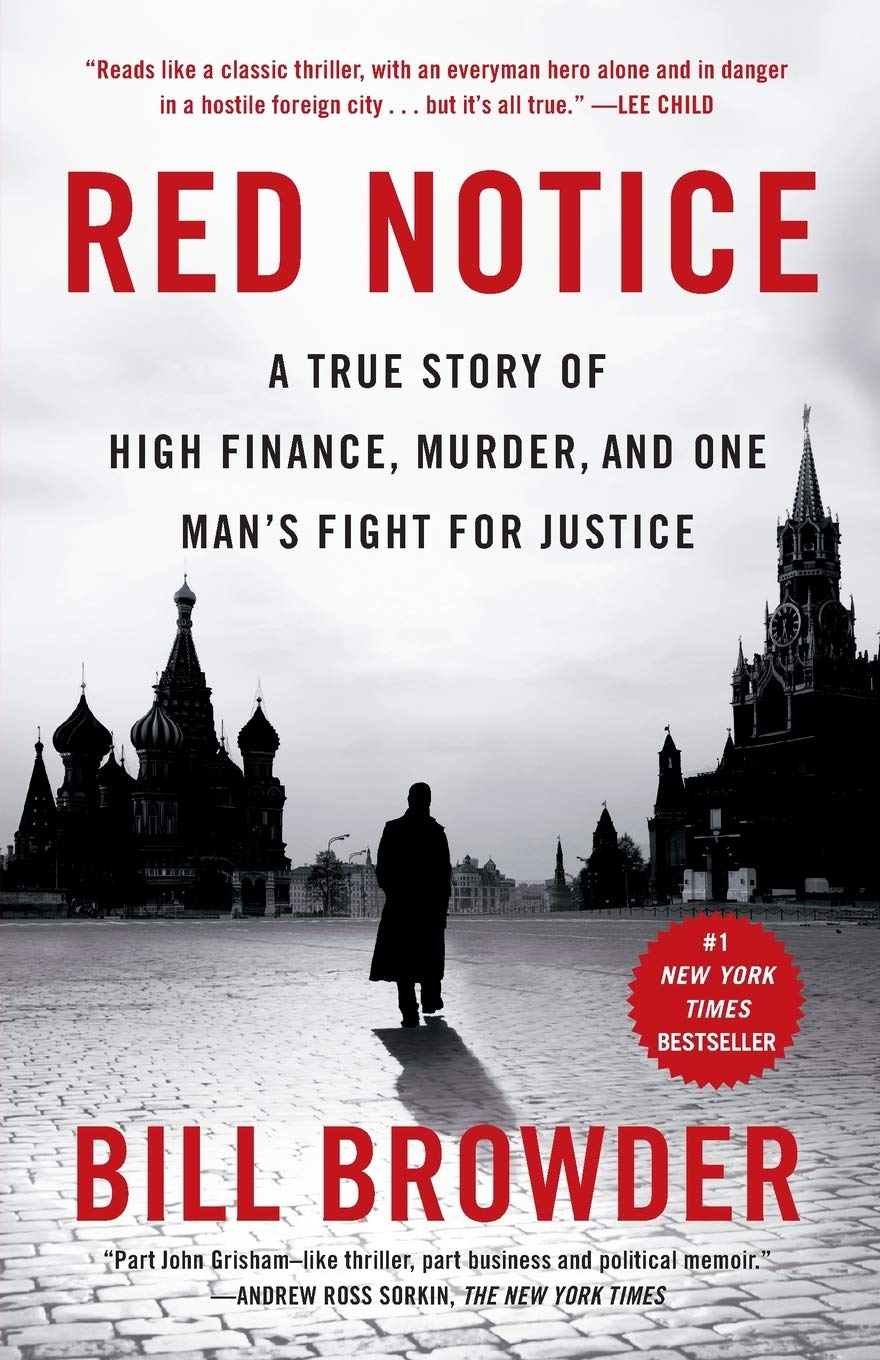 “Reads like a classic thriller, with an everyman hero alone and in danger
in a hostile foreign city . . . but it’s all true.” —LEE CHILD
RED NOTICE
A TRUE STORY OF
HIGH FINANCE, MURDER, AND ONE
MAN’S FIGHT FOR JUSTICE
#1
NEW YORK
TIMES
BESTSELLER
BILL BROWDER
“Part John Grisham–like thriller, part business and political memoir.”
—ANDREW ROSS SORKIN, THE NEW YORK TIMES